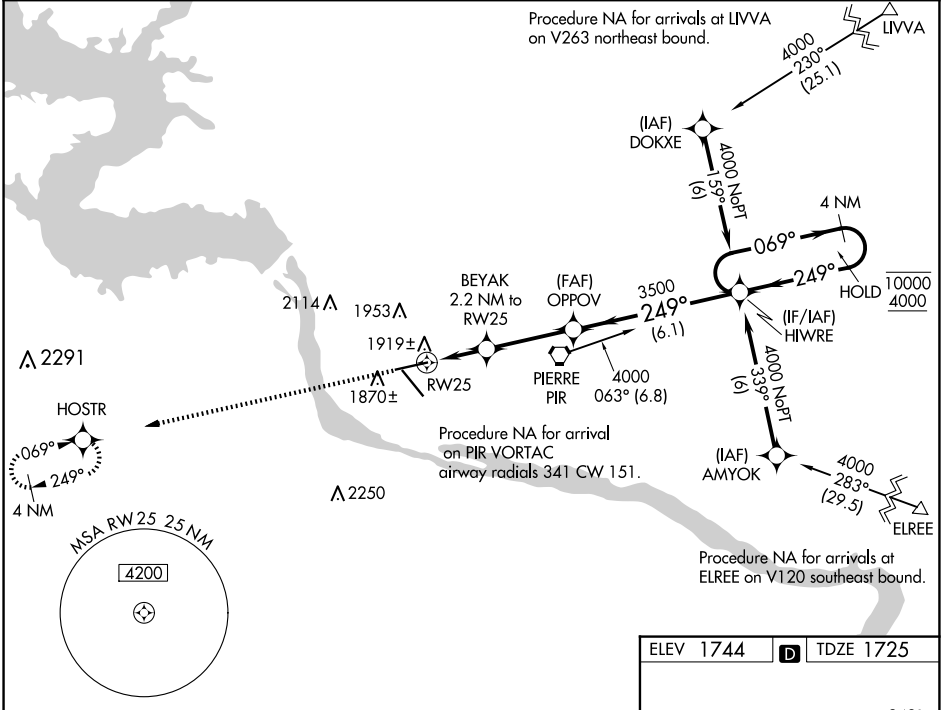 Procedure NA for arrivals at LIVVA
on V263 northeast bound.
LIVVA
4000
230°
(25.1)
(IAF)
DOKXE
4000 NoPT
159°
(6)
4 NM
069°
249°
HOLD
10000
4000
(IF/IAF)
HIWRE
3500
249°
(6.1)
(FAF)
OPPOV
BEYAK
2.2 NM to
RW25
2114
1953
1919±
1870±
RW25
PIERRE
PIR
4000
063° (6.8)
2291
HOSTR
069°
249°
4 NM
Procedure NA for arrival
on PIR VORTAC
airway radials 341 CW 151.
4000 NoPT
339°
(6)
(IAF)
AMYOK
4000
283°
(29.5)
ELREE
2250
Procedure NA for arrivals at
ELREE on V120 southeast bound.
MSA RW25 25 NM
4200
ELEV 1744 D TDZE 1725